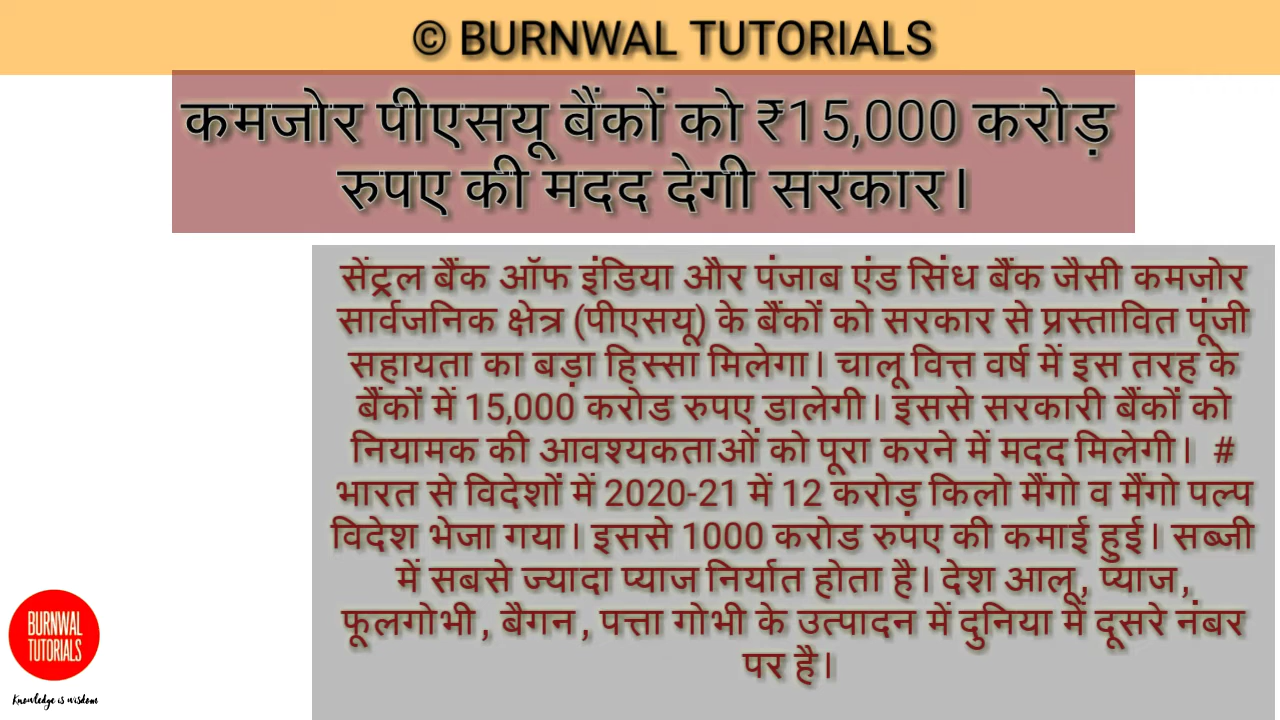 © BURNWAL TUTORIALS
कमजोर पीएसयू बैंकों को ₹15,000 करोड़
रुपए की मदद देगी सरकार।
सेंट्रल बैंक ऑफ इंडिया और पंजाब एंड सिंध बैंक जैसी कमजोर
सार्वजनिक क्षेत्र (पीएसयू) के बैंकों को सरकार से प्रस्तावित पूंजी
सहायता का बड़ा हिस्सा मिलेगा। चालू वित्त वर्ष में इस तरह के
बैंकों में 15,000 करोड रुपए डालेगी। इससे सरकारी बैंकों को
नियामक की आवश्यकताओं को पूरा करने में मदद मिलेगी। #
भारत से विदेशों में 2020-21 में 12 करोड़ किलो मैंगो व मैंगो पल्प
विदेश भेजा गया। इससे 1000 करोड रुपए की कमाई हुई। सब्जी
में सबसे ज्यादा प्याज निर्यात होता है। देश आलू, प्याज,
फूलगोभी, बैगन, पत्ता गोभी के उत्पादन में दुनिया में दूसरे नंबर
पर है।
BURNWAL
TUTORIALS
Knowledge is wisdom